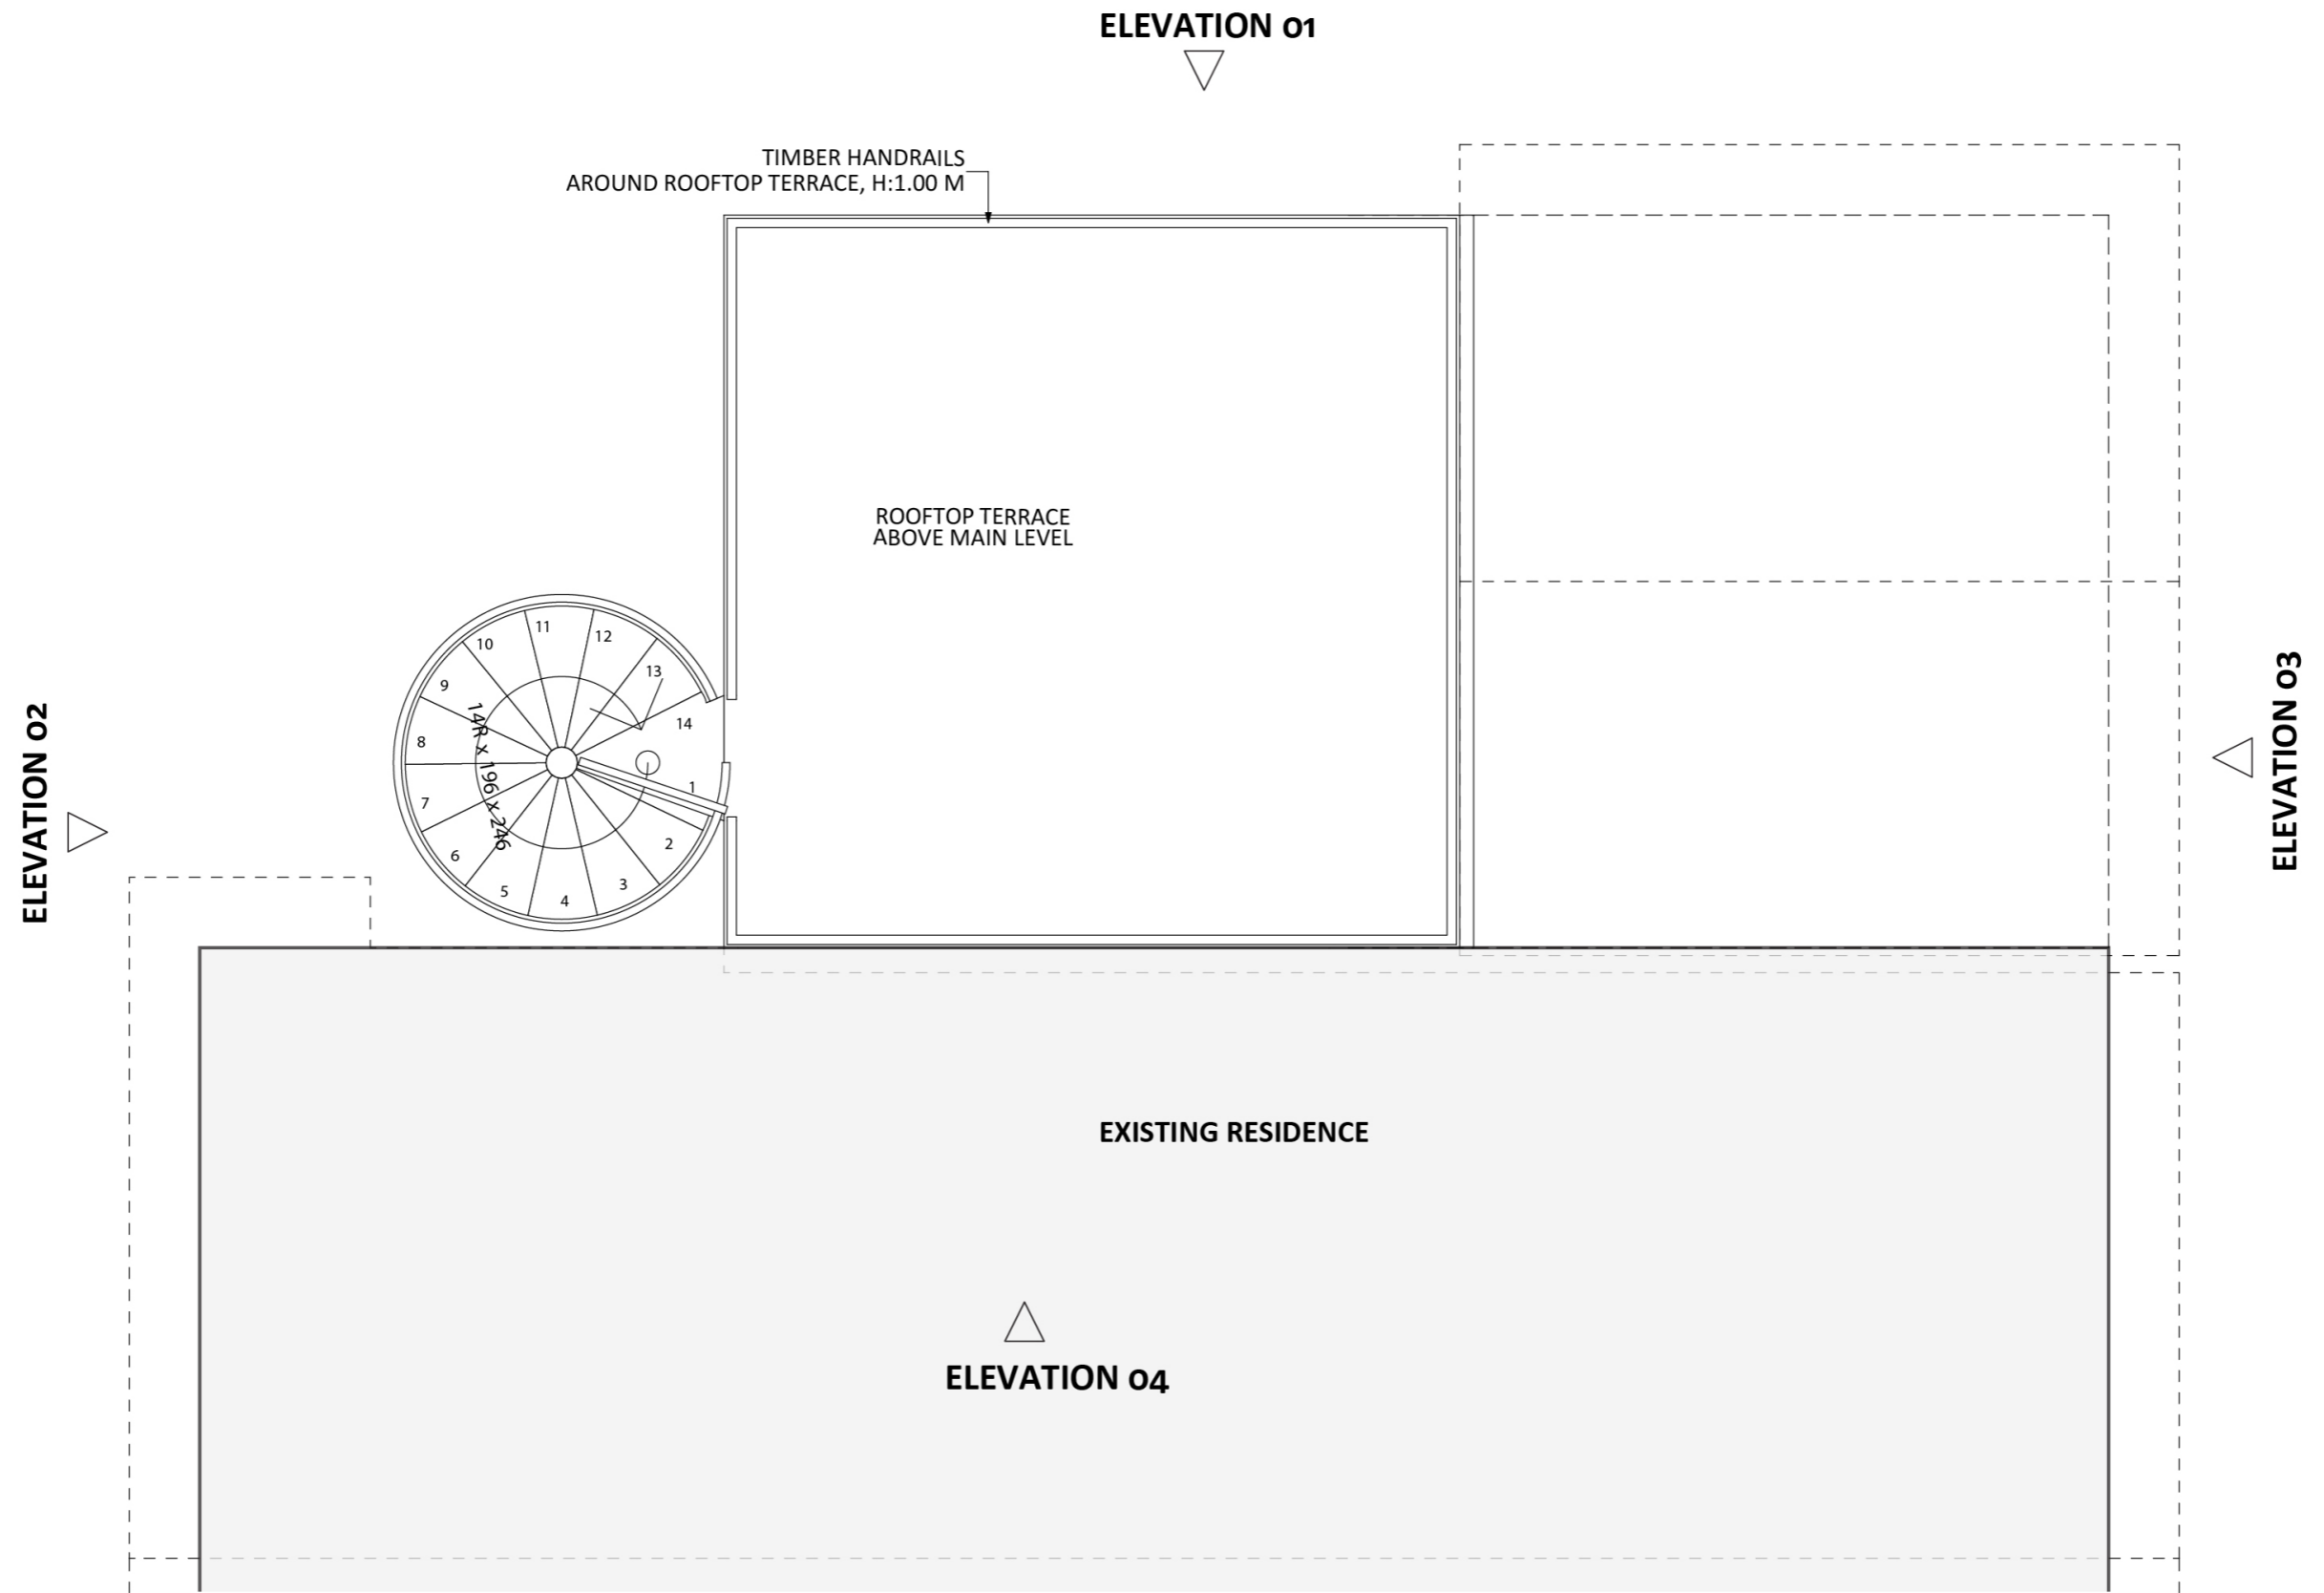 ELEVATION 01
TIMBER HANDRAILS
AROUND ROOFTOP TERRACE, H:1.00 M
ROOFTOP TERRACE
ABOVE MAIN LEVEL
11
12
10
13
9
14
8
1
7
2
6
3
5
4
14R x 196 x 246
ELEVATION 02
ELEVATION 03
EXISTING RESIDENCE
ELEVATION 04